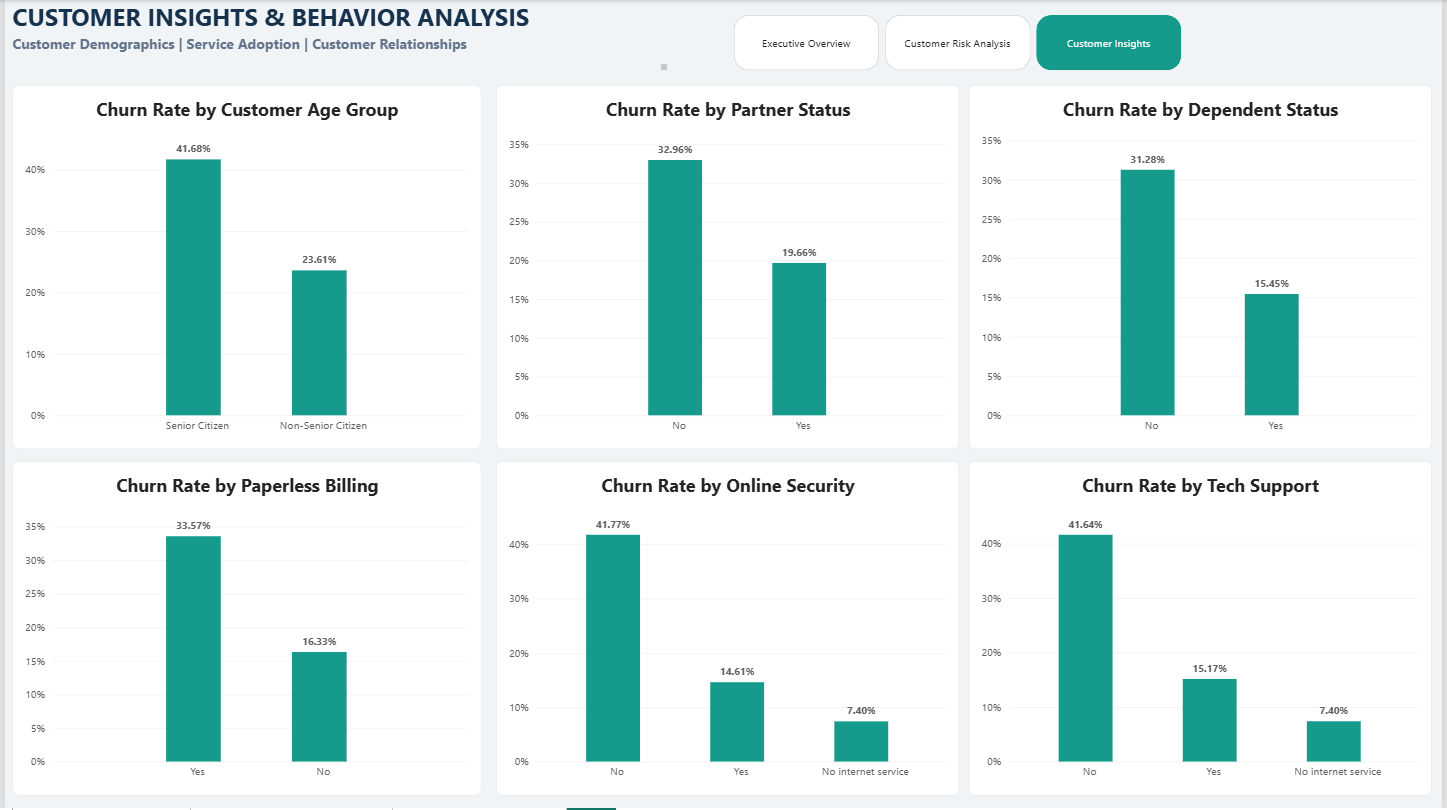 CUSTOMER INSIGHTS & BEHAVIOR ANALYSIS
Customer Demographics | Service Adoption | Customer Relationships
Executive Overview
Customer Risk Analysis
Customer Insights
Churn Rate by Customer Age Group
40%
30%
20%
10%
0%
41.68%
23.61%
Senior Citizen
Non-Senior Citizen
Churn Rate by Partner Status
35%
30%
25%
20%
15%
10%
5%
0%
32.96%
19.66%
No
Yes
Churn Rate by Dependent Status
35%
30%
25%
20%
15%
10%
5%
0%
31.28%
15.45%
No
Yes
Churn Rate by Paperless Billing
35%
30%
25%
20%
15%
10%
5%
0%
33.57%
16.33%
Yes
No
Churn Rate by Online Security
40%
30%
20%
10%
0%
41.77%
14.61%
7.40%
No
Yes
No internet service
Churn Rate by Tech Support
40%
30%
20%
10%
0%
41.64%
15.17%
7.40%
No
Yes
No internet service